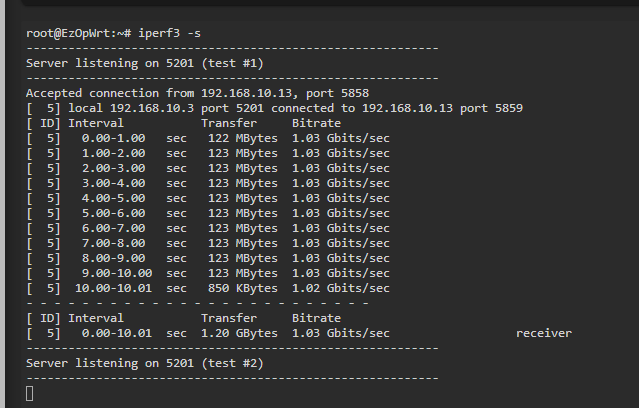 root@EzOpWrt:~# iperf3 -s
-----------------------------------------------------------
Server listening on 5201 (test #1)
-----------------------------------------------------------
Accepted connection from 192.168.10.13, port 5858
[  5] local 192.168.10.3 port 5201 connected to 192.168.10.13 port 5859
[ ID] Interval           Transfer     Bitrate
[  5]   0.00-1.00   sec   122 MBytes  1.03 Gbits/sec
[  5]   1.00-2.00   sec   123 MBytes  1.03 Gbits/sec
[  5]   2.00-3.00   sec   123 MBytes  1.03 Gbits/sec
[  5]   3.00-4.00   sec   123 MBytes  1.03 Gbits/sec
[  5]   4.00-5.00   sec   123 MBytes  1.03 Gbits/sec
[  5]   5.00-6.00   sec   123 MBytes  1.03 Gbits/sec
[  5]   6.00-7.00   sec   123 MBytes  1.03 Gbits/sec
[  5]   7.00-8.00   sec   123 MBytes  1.03 Gbits/sec
[  5]   8.00-9.00   sec   123 MBytes  1.03 Gbits/sec
[  5]   9.00-10.00  sec   123 MBytes  1.03 Gbits/sec
[  5]  10.00-10.01  sec   850 KBytes  1.02 Gbits/sec
- - - - - - - - - - - - - - - - - - - - - - - - -
[ ID] Interval           Transfer     Bitrate
[  5]   0.00-10.01  sec  1.20 GBytes  1.03 Gbits/sec                  receiver
-----------------------------------------------------------
Server listening on 5201 (test #2)
-----------------------------------------------------------